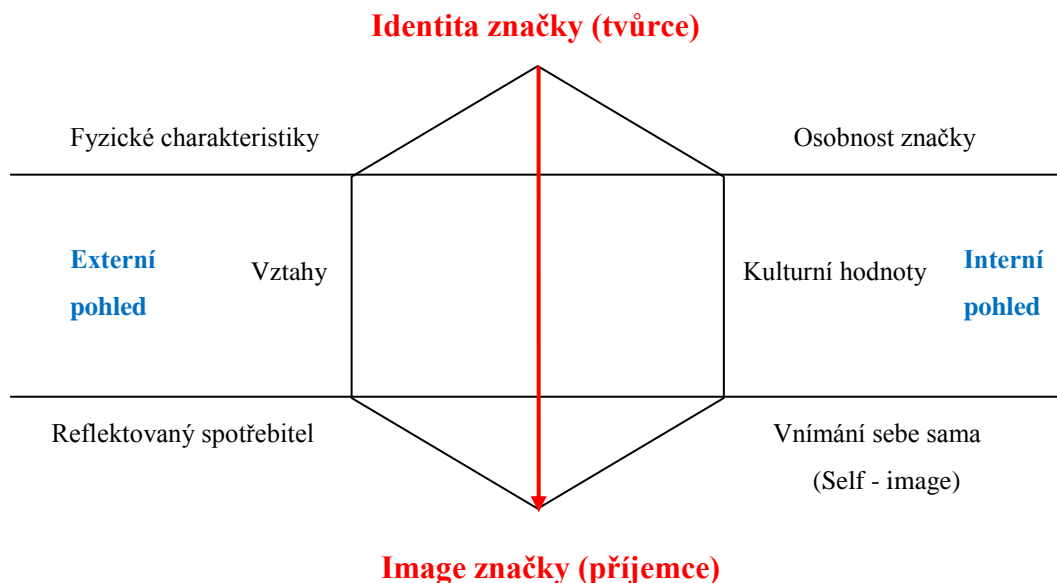 Identita značky (tvůrce)
Fyzické charakteristiky
Osobnost značky
Externí
pohled
Vztahy
Kulturní hodnoty
Interní
pohled
Reflektovaný spotřebitel
Vnímání sebe sama
(Self - image)
Image značky (příjemce)